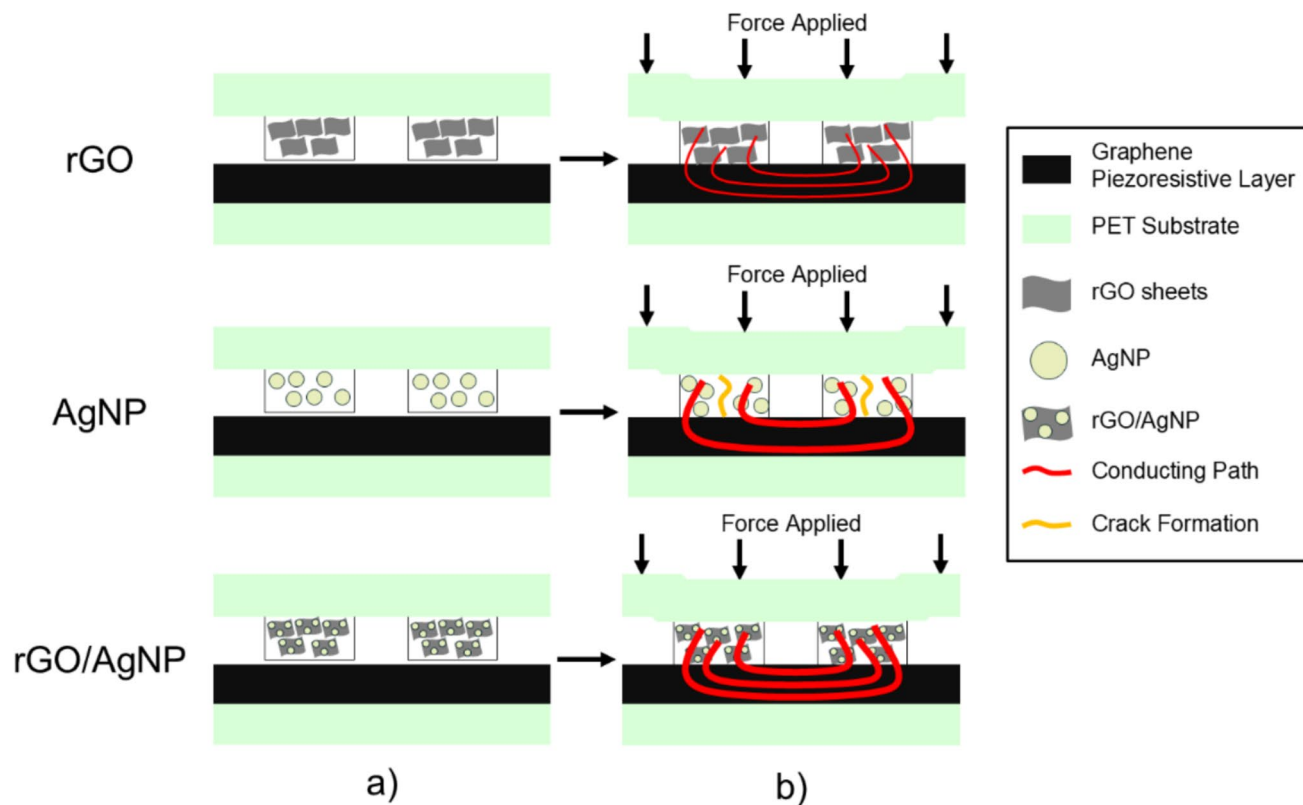 Force Applied
rGO
Force Applied
AgNP
Force Applied
rGO/AgNP
a)
b)
Graphene
Piezoresistive Layer
PET Substrate
rGO sheets
AgNP
rGO/AgNP
Conducting Path
Crack Formation